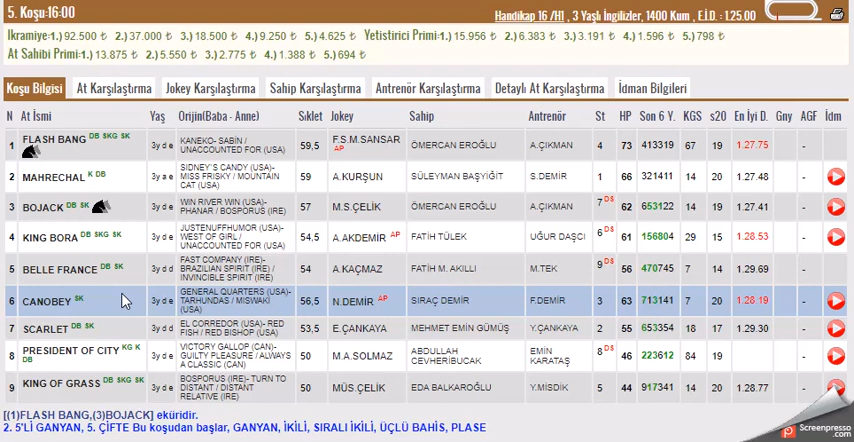 5. Koşu:16:00
Handikap 16 /H1 , 3 Yaşlı İngilizler, 1400 Kum , E.İ.D. : 1.25.00
Ikramiye:1.) 92.500 ₺ 2.) 37.000 ₺ 3.) 18.500 ₺ 4.) 9.250 ₺ 5.) 4.625 ₺ Yetistirici Primi:1.) 15.956 ₺ 2.) 6.383 ₺ 3.) 3.191 ₺ 4.) 1.596 ₺ 5.) 798 ₺
At Sahibi Primi:1.) 13.875 ₺ 2.) 5.550 ₺ 3.) 2.775 ₺ 4.) 1.388 ₺ 5.) 694 ₺
Koşu Bilgisi At Karşılaştırma Jokey Karşılaştırma Sahip Karşılaştırma Antrenör Karşılaştırma Detaylı At Karşılaştırma İdman Bilgileri
N At İsmi Yaş Orijin(Baba - Anne) Sıklet Jokey Sahip Antrenör St HP Son 6 Y. KGS s20 En İyi D. Gny AGF İdm
1 FLASH BANG DB SKG SK 3y d e KANEKO- SABİN / UNACCOUNTED FOR (USA) 59,5 F.S.M.SANSAR AP ÖMERCAN EROĞLU A.ÇIKMAN 4 73 413319 67 19 1.27.75 -
2 MAHRECHAL K DB 3y a e SIDNEY'S CANDY (USA)- MISS FRISKY / MOUNTAIN CAT (USA) 59 A.KURŞUN SÜLEYMAN BAŞYİĞİT S.DEMİR 1 66 321411 14 20 1.27.48 -
3 BOJACK DB SK 3y d e WIN RIVER WIN (USA)- PHANAR / BOSPORUS (IRE) 57 M.S.ÇELİK ÖMERCAN EROĞLU A.ÇIKMAN 7 DS 62 653122 14 19 1.27.41 -
4 KING BORA DB SKG SK 3y d e JUSTENUFFHUMOR (USA)- WEST OF GIRL / UNACCOUNTED FOR (USA) 54,5 A.AKDEMİR AP FATİH TÜLEK UĞUR DAŞCI 6 DS 61 156804 29 15 1.28.53 -
5 BELLE FRANCE DB SK 3y d d FAST COMPANY (IRE)- BRAZILIAN SPIRIT (IRE) / INVINCIBLE SPIRIT (IRE) 54 A.KAÇMAZ FATİH M. AKILLI M.TEK 9 DS 56 470745 7 14 1.29.69 -
6 CANOBEY SK 3y d e GENERAL QUARTERS (USA)- TARHUNDAS / MISWAKI (USA) 56,5 N.DEMİR AP SIRAÇ DEMİR F.DEMİR 3 63 713141 7 20 1.28.19 -
7 SCARLET DB SK 3y d d EL CORREDOR (USA)- RED FISH / RED BISHOP (USA) 53,5 E.ÇANKAYA MEHMET EMİN GÜMÜŞ Y.ÇANKAYA 2 55 653354 18 17 1.29.30 -
8 PRESIDENT OF CITY KG K DB 3y d e VICTORY GALLOP (CAN)- GUILTY PLEASURE / ALWAYS A CLASSIC (CAN) 50 M.A.SOLMAZ ABDULLAH CEVHERİBUCAK EMİN KARATAŞ 8 DS 46 223612 84 19 -
9 KING OF GRASS DB SKG SK 3y d e BOSPORUS (IRE)- TURN TO DISTANT / DISTANT RELATIVE (IRE) 50 MÜS.ÇELİK EDA BALKAROĞLU Y.MİSDİK 5 44 917341 14 20 1.28.77 -
[(1)FLASH BANG,(3)BOJACK] eküridir.
2. 5'Lİ GANYAN, 5. ÇİFTE Bu koşudan başlar, GANYAN, İKİLİ, SIRALI İKİLİ, ÜÇLÜ BAHİS, PLASE
Screenpresso
screenpresso.com